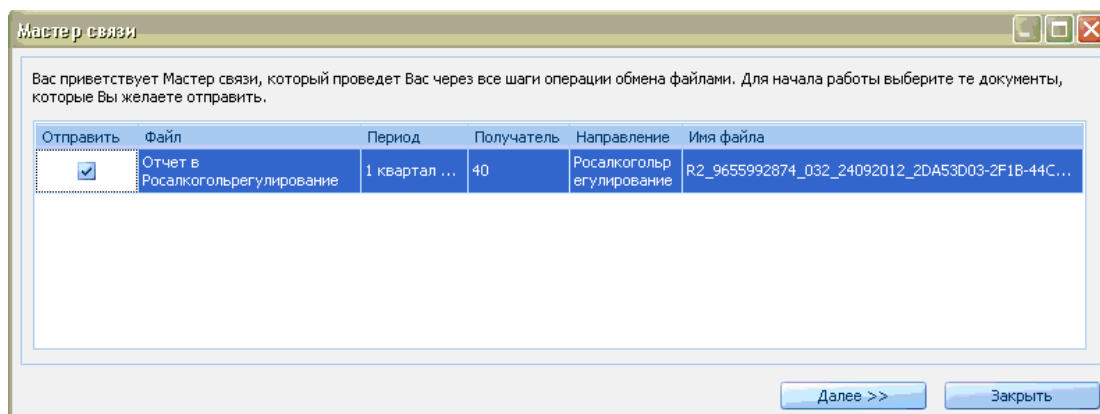 Мастер связи
Вас приветствует Мастер связи, который проведет Вас через все шаги операции обмена файлами. Для начала работы выберите те документы,
которые Вы желаете отправить.
Отправить Файл Период Получатель Направление Имя файла
Отчет в Росалкогольрегулирование 1 квартал ... 40 Росалкогольр егулирование R2_9655992874_032_24092012_2DA53D03-2F1B-44C...
Далее >> Закрыть